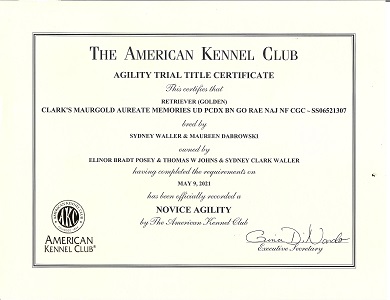 THE AMERICAN KENNEL CLUB
AGILITY TRIAL TITLE CERTIFICATE
This certifies that
RETRIEVER (GOLDEN)
CLARK'S MAURGOLD AUREATE MEMORIES UD PCDX BN GO RAE NAJ NF CGC - SS06521307
bred by
SYDNEY WALLER & MAUREEN DABROWSKI
owned by
ELINOR BRADT POSEY & THOMAS W JOHNS & SYDNEY CLARK WALLER
having completed the requirements on
MAY 9, 2021
has been officially recorded a
NOVICE AGILITY
by The American Kennel Club
AKC
AMERICAN
KENNEL CLUB®
Executive Secretary